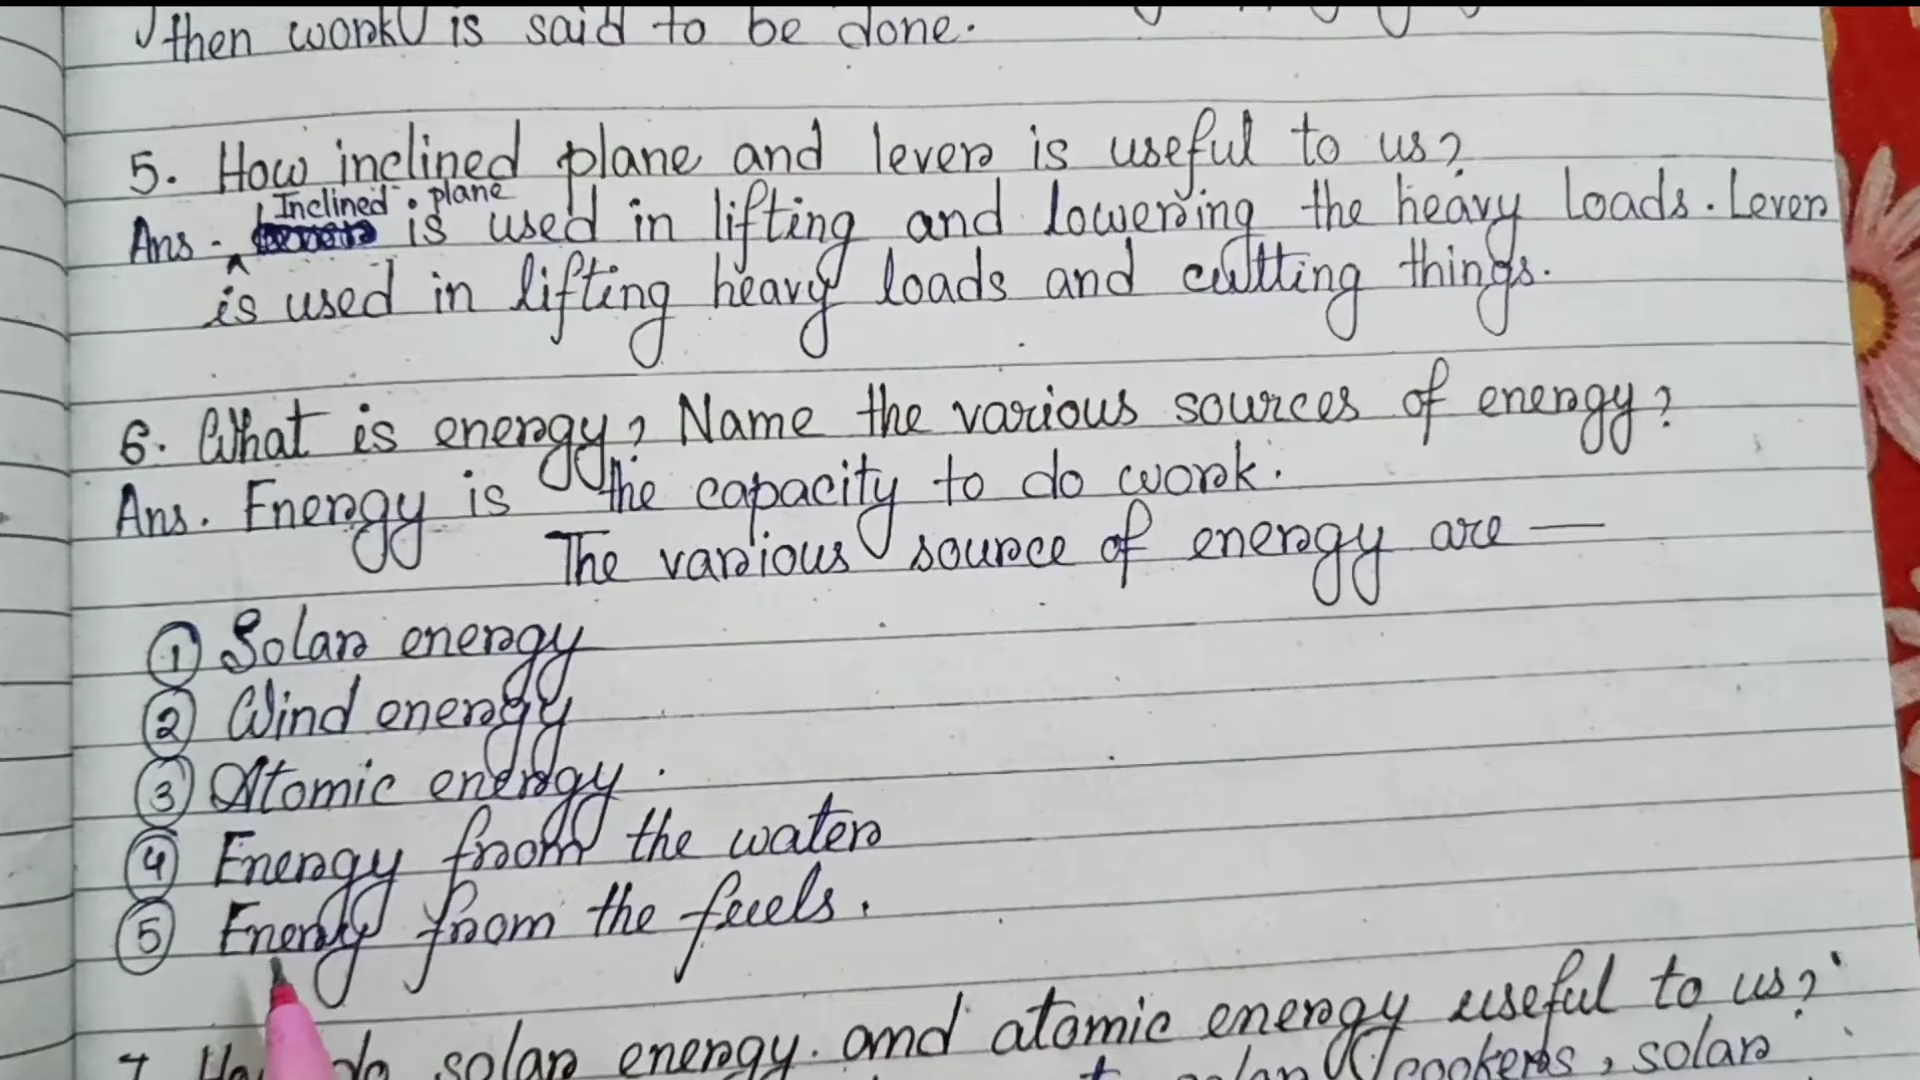 then work is said to be done.
5. How inclined plane and lever is useful to us?
Inclined plane
Ans - is used in lifting and lowering the heavy loads. Lever
is used in lifting heavy loads and cutting things.
6. What is energy? Name the various sources of energy?
Ans. Energy is the capacity to do work.
The various source of energy are —
① Solar energy
② Wind energy
③ Atomic energy.
④ Energy from the water
⑤ Energy from the fuels.
7. do solar energy and atomic energy useful to us?
solar cookers, solar